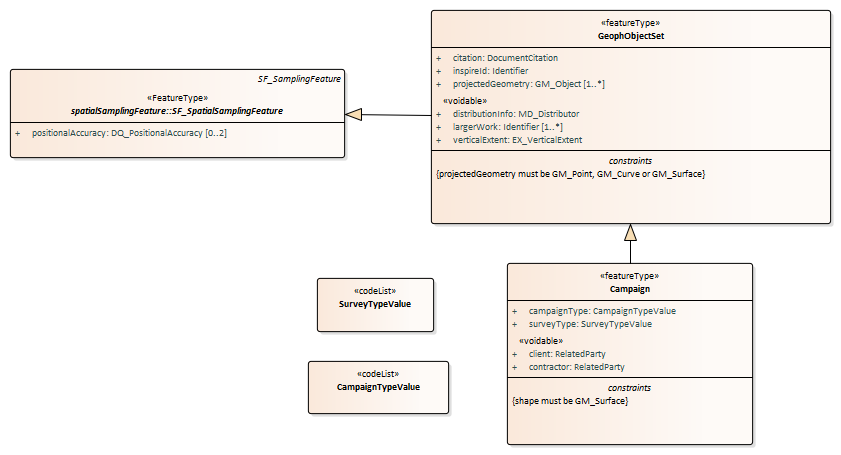 SF_SamplingFeature
«FeatureType»
spatialSamplingFeature::SF_SpatialSamplingFeature
+ positionalAccuracy: DQ_PositionalAccuracy [0..2]
«featureType»
GeophObjectSet
+ citation: DocumentCitation
+ inspireId: Identifier
+ projectedGeometry: GM_Object [1..*]
«voidable»
+ distributionInfo: MD_Distributor
+ largerWork: Identifier [1..*]
+ verticalExtent: EX_VerticalExtent
constraints
{projectedGeometry must be GM_Point, GM_Curve or GM_Surface}
«codeList»
SurveyTypeValue
«codeList»
CampaignTypeValue
«featureType»
Campaign
+ campaignType: CampaignTypeValue
+ surveyType: SurveyTypeValue
«voidable»
+ client: RelatedParty
+ contractor: RelatedParty
constraints
{shape must be GM_Surface}